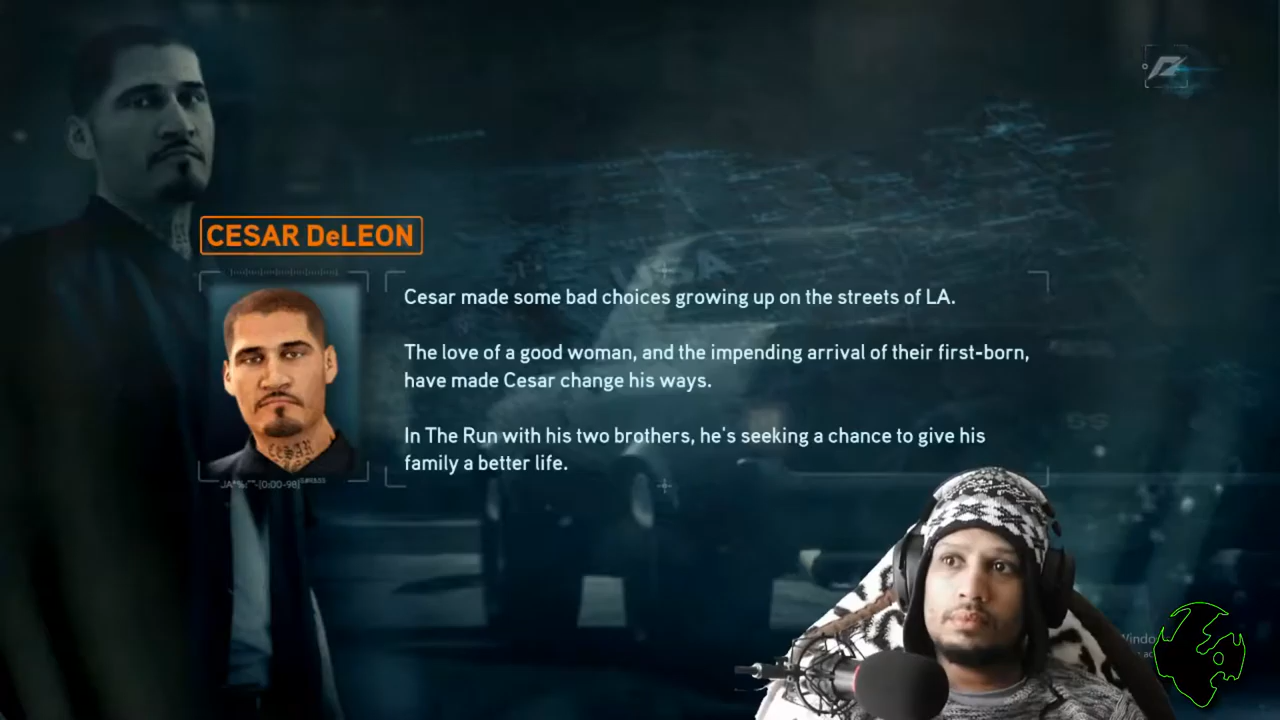 CESAR DeLEON
Cesar made some bad choices growing up on the streets of LA.
The love of a good woman, and the impending arrival of their first-born,
have made Cesar change his ways.
In The Run with his two brothers, he's seeking a chance to give his
family a better life.
CESAR